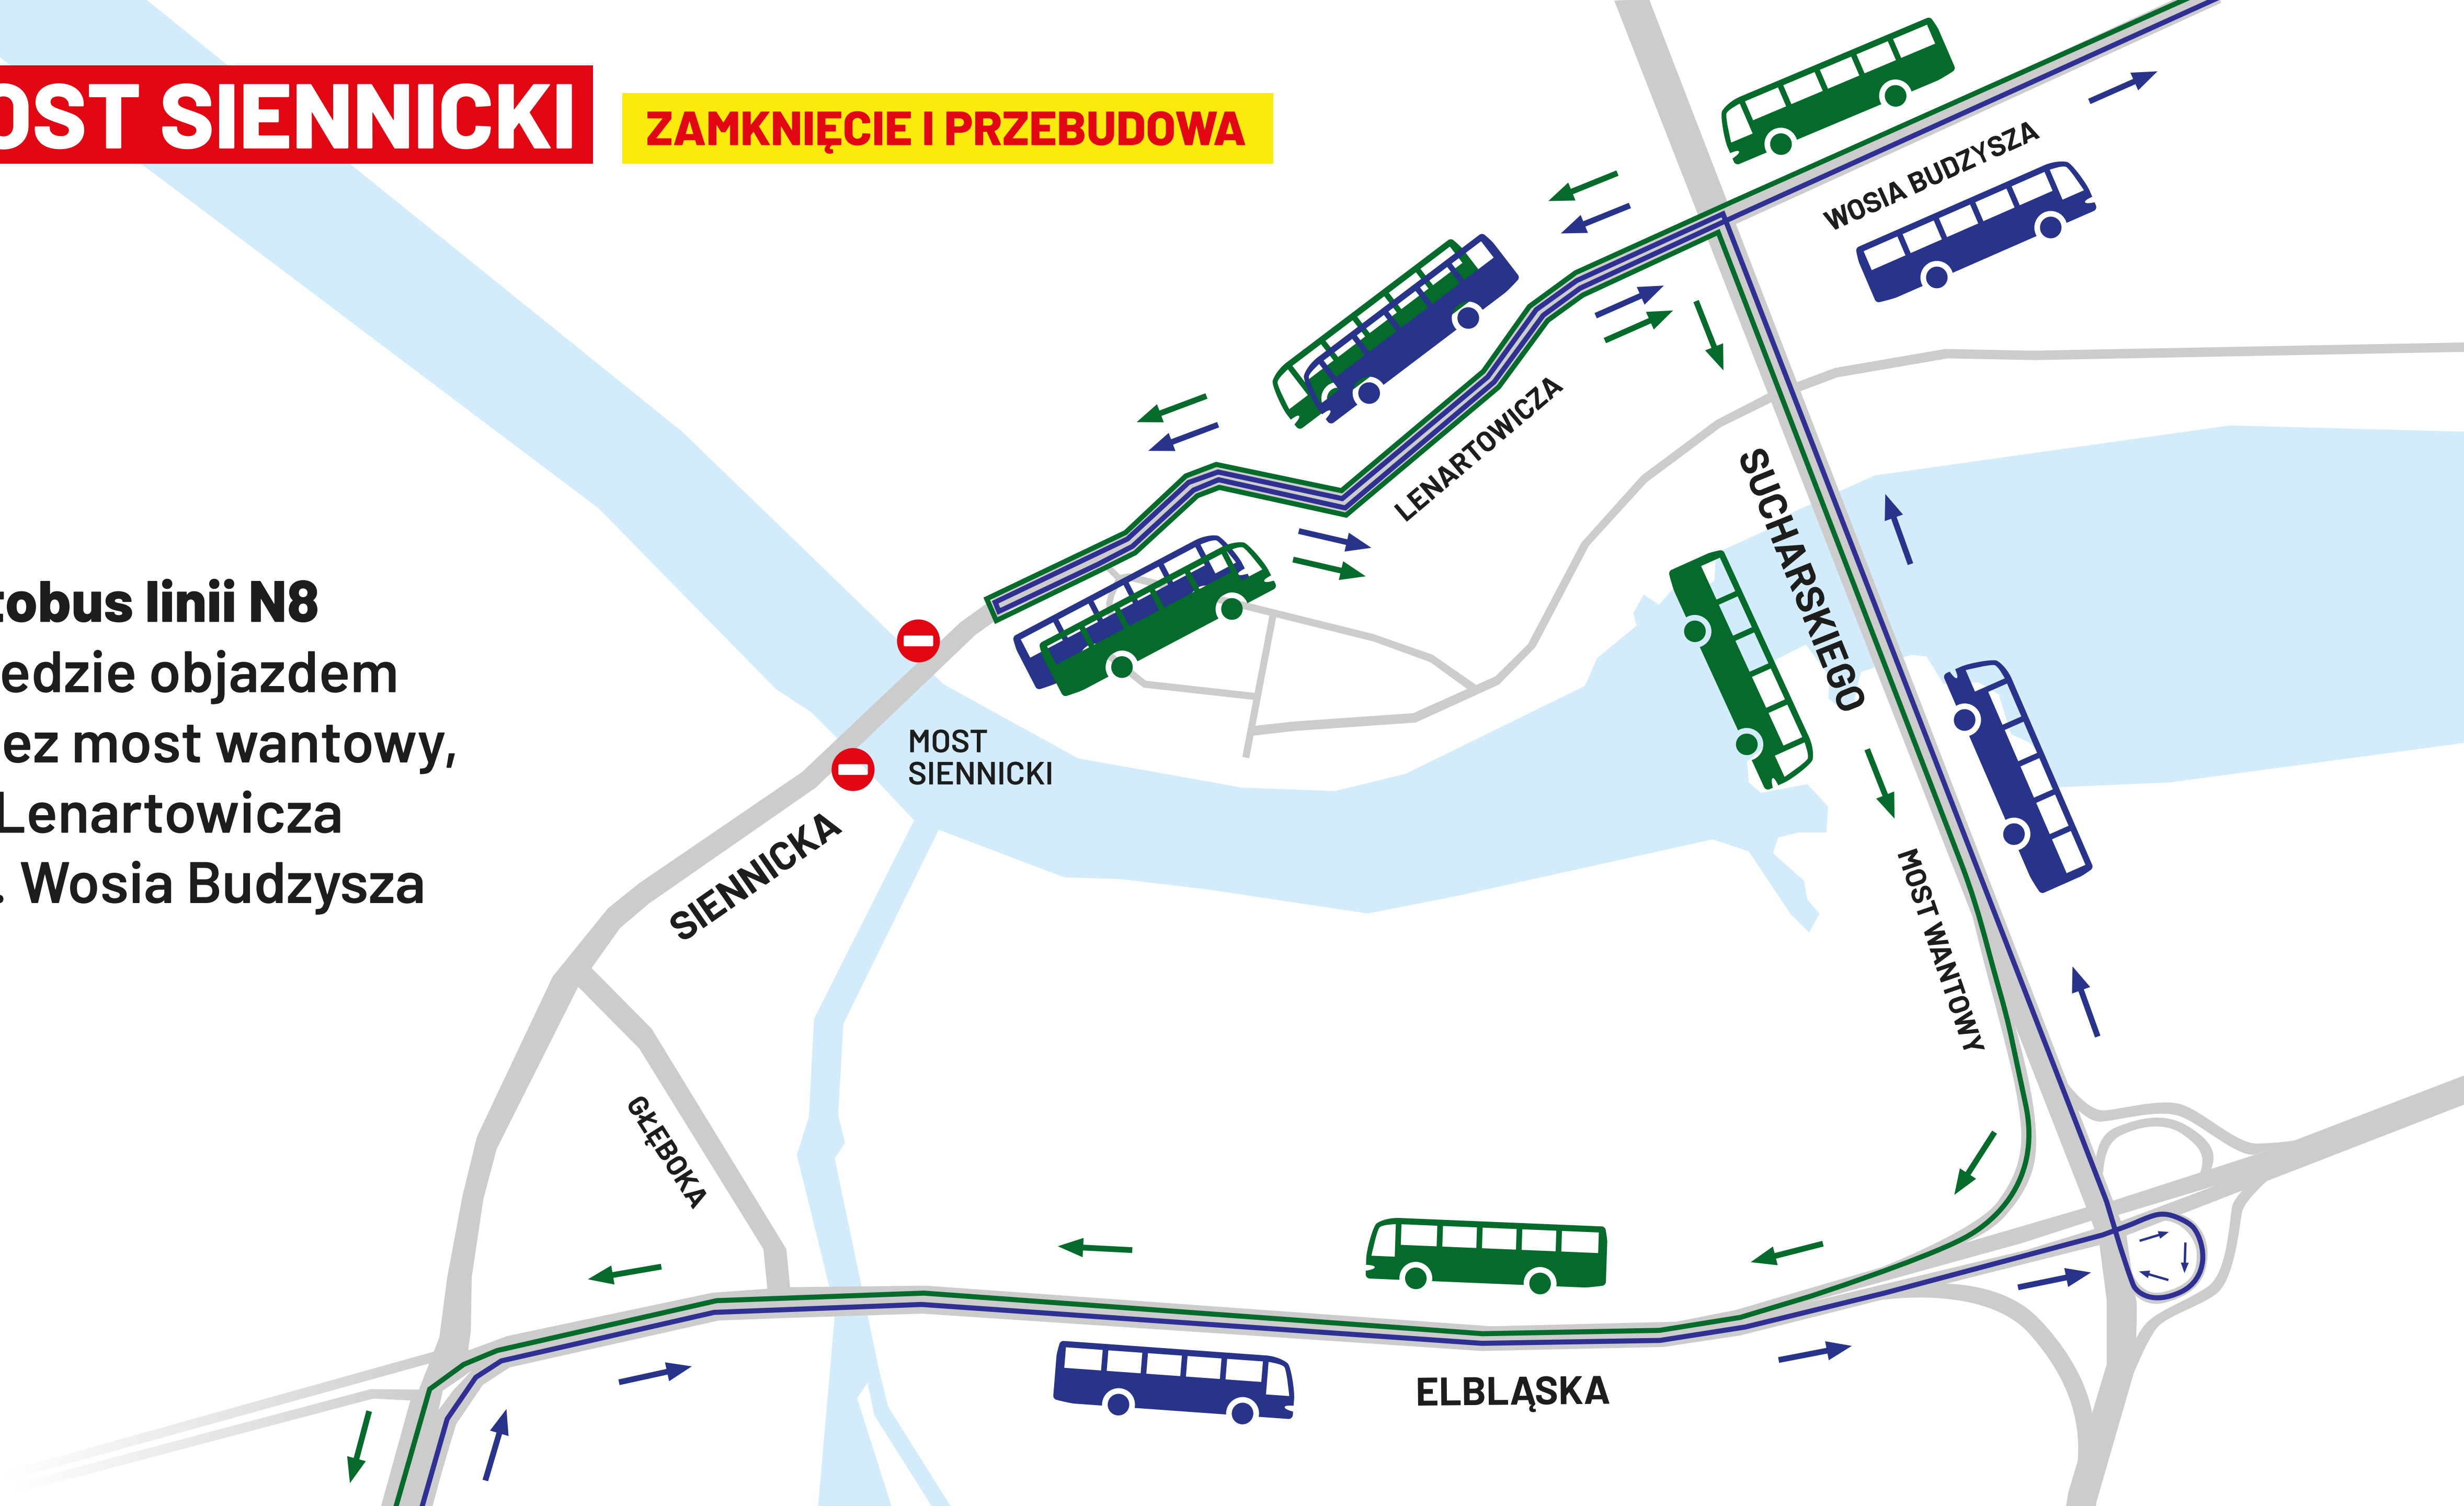 OST SIENNICKI
ZAMKNIĘCIE I PRZEBUDOWA
WOSIA BUDZYSZA
LENARTOWICZA
SUCHARSKIEGO
tobus linii N8
edzie objazdem
ez most wantowy,
Lenartowicza
. Wosia Budzysza
MOST
SIENNICKI
SIENNICKA
MOST WANTOWY
GŁĘBOKA
ELBLĄSKA